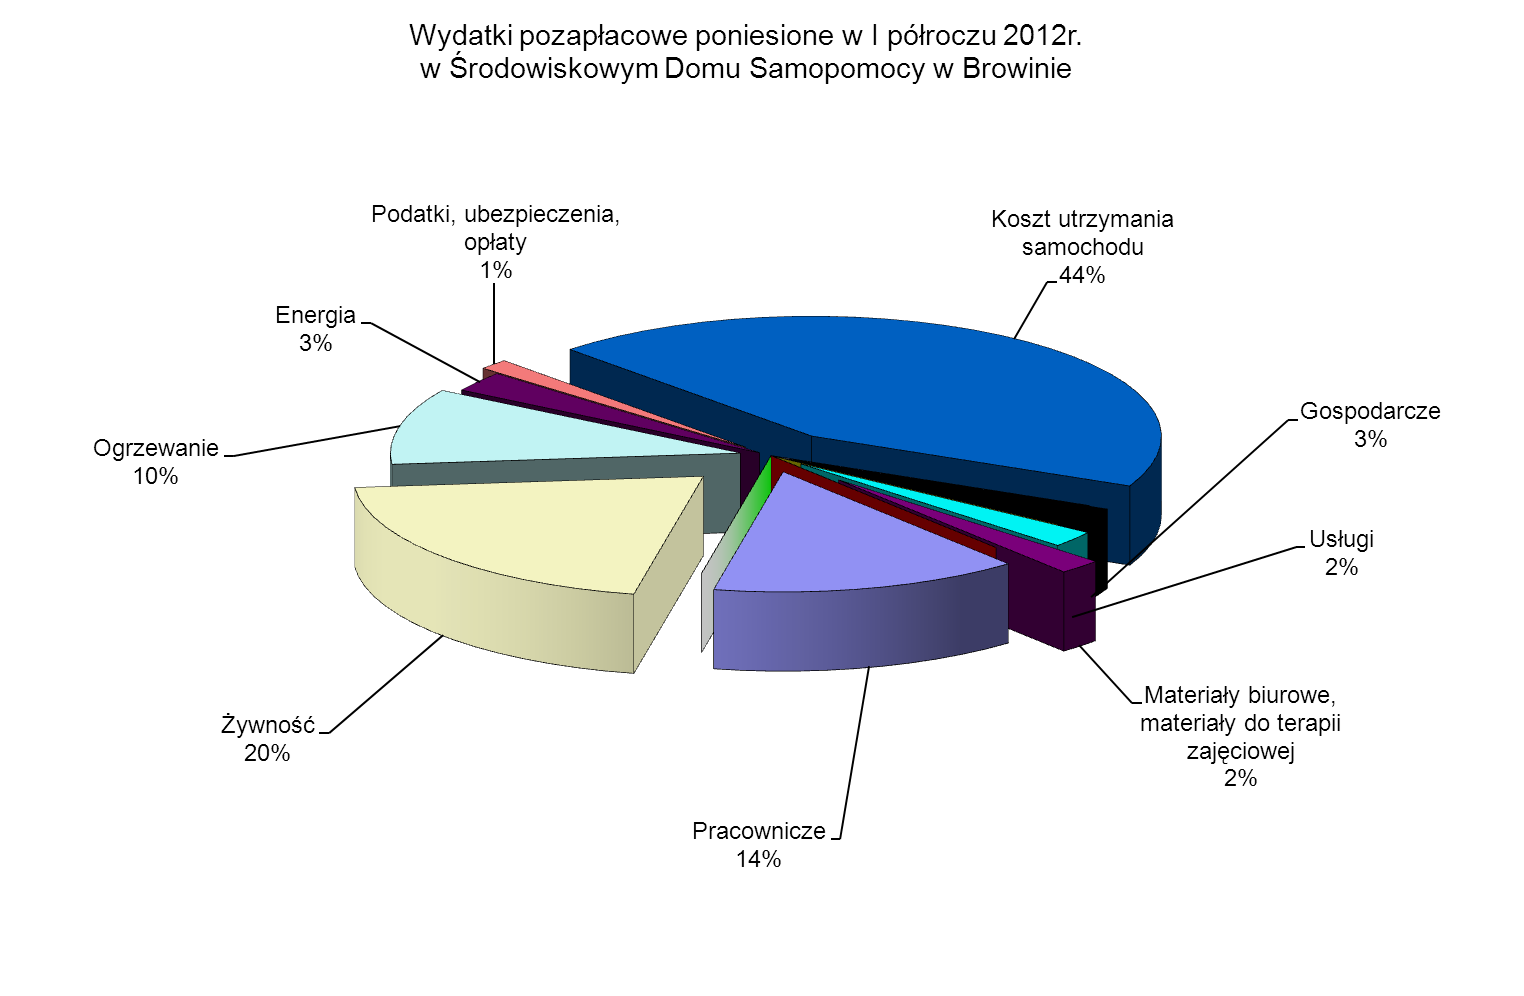 Wydatki pozapłacowe poniesione w I półroczu 2012r.
w Środowiskowym Domu Samopomocy w Browinie
Podatki, ubezpieczenia,
opłaty
1%
Koszt utrzymania
samochodu
44%
Energia
3%
Gospodarcze
3%
Ogrzewanie
10%
Usługi
2%
Materiały biurowe,
materiały do terapii
zajęciowej
2%
Żywność
20%
Pracownicze
14%